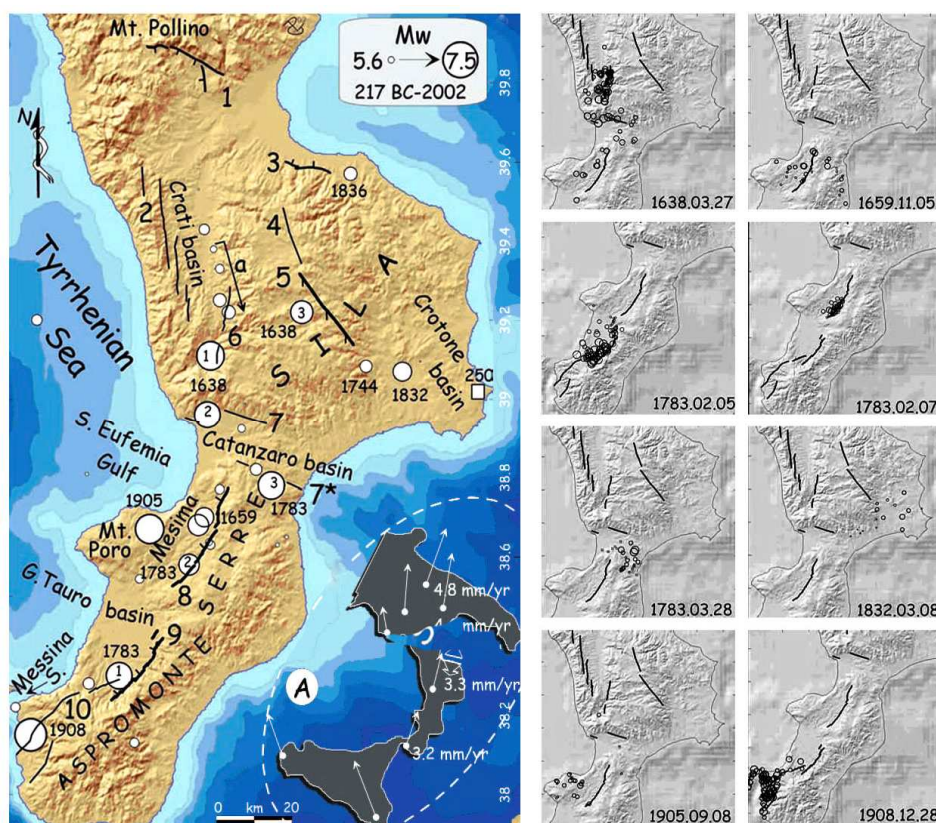 Mt. Pollino
Mw
5.6
7.5
217 BC-2002
39.8
1
N
3
1836
39.6
2
Crati basin
4
a
5
A
39.4
Tyrrhenian
Sea
6
1638
3
L
I
S
Crotone
basin
39.2
1
1638
1744
1832
250
2
7
39
S. Eufemia
Gulf
Catanzaro basin
3
7*
1783
38.8
1905
Mt.
Poro
Mesima
1659
SERRE
1783
2
8
38.6
G. Tauro basin
4.8 mm/yr
mm/yr
9
Messina
S.
1783
1
A
3.3 mm/yr
38.2
10
1908
ASPROMONTE
3.2 mm/yr
0 km 20
38
1638.03.27
1659.11.05
1783.02.05
1783.02.07
1783.03.28
1832.03.08
1905.09.08
1908.12.28